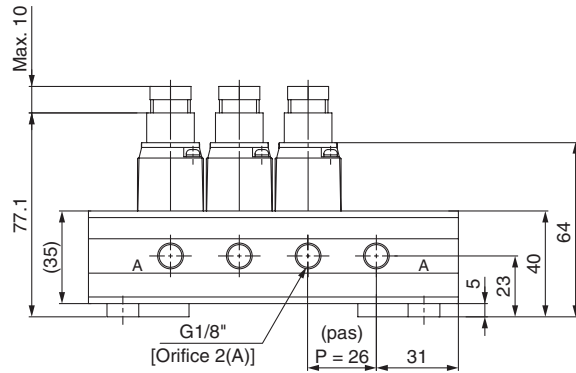 Max. 10
77.1
(35)
A
A
64
40
23
5
G1/8"
[Orifice 2(A)]
(pas)
P = 26
31